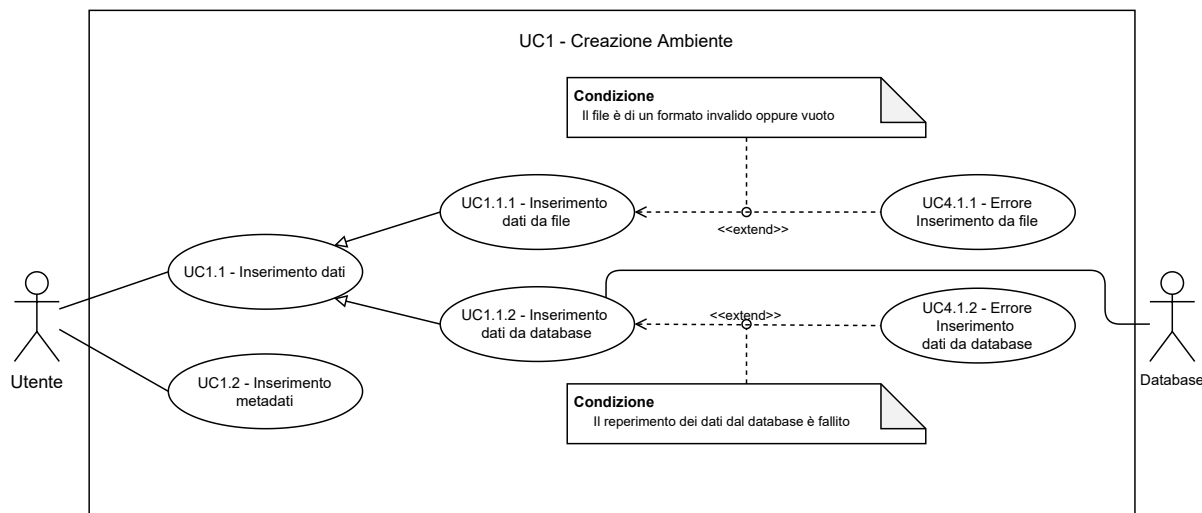 UC1 - Creazione Ambiente
Condizione
Il file è di un formato invalido oppure vuoto
UC1.1.1 - Inserimento
dati da file
<<extend>>
UC4.1.1 - Errore
Inserimento da file
UC1.1 - Inserimento dati
UC1.1.2 - Inserimento
dati da database
<<extend>>
UC4.1.2 - Errore
Inserimento
dati da database
Utente
Database
UC1.2 - Inserimento
metadati
Condizione
Il reperimento dei dati dal database è fallito